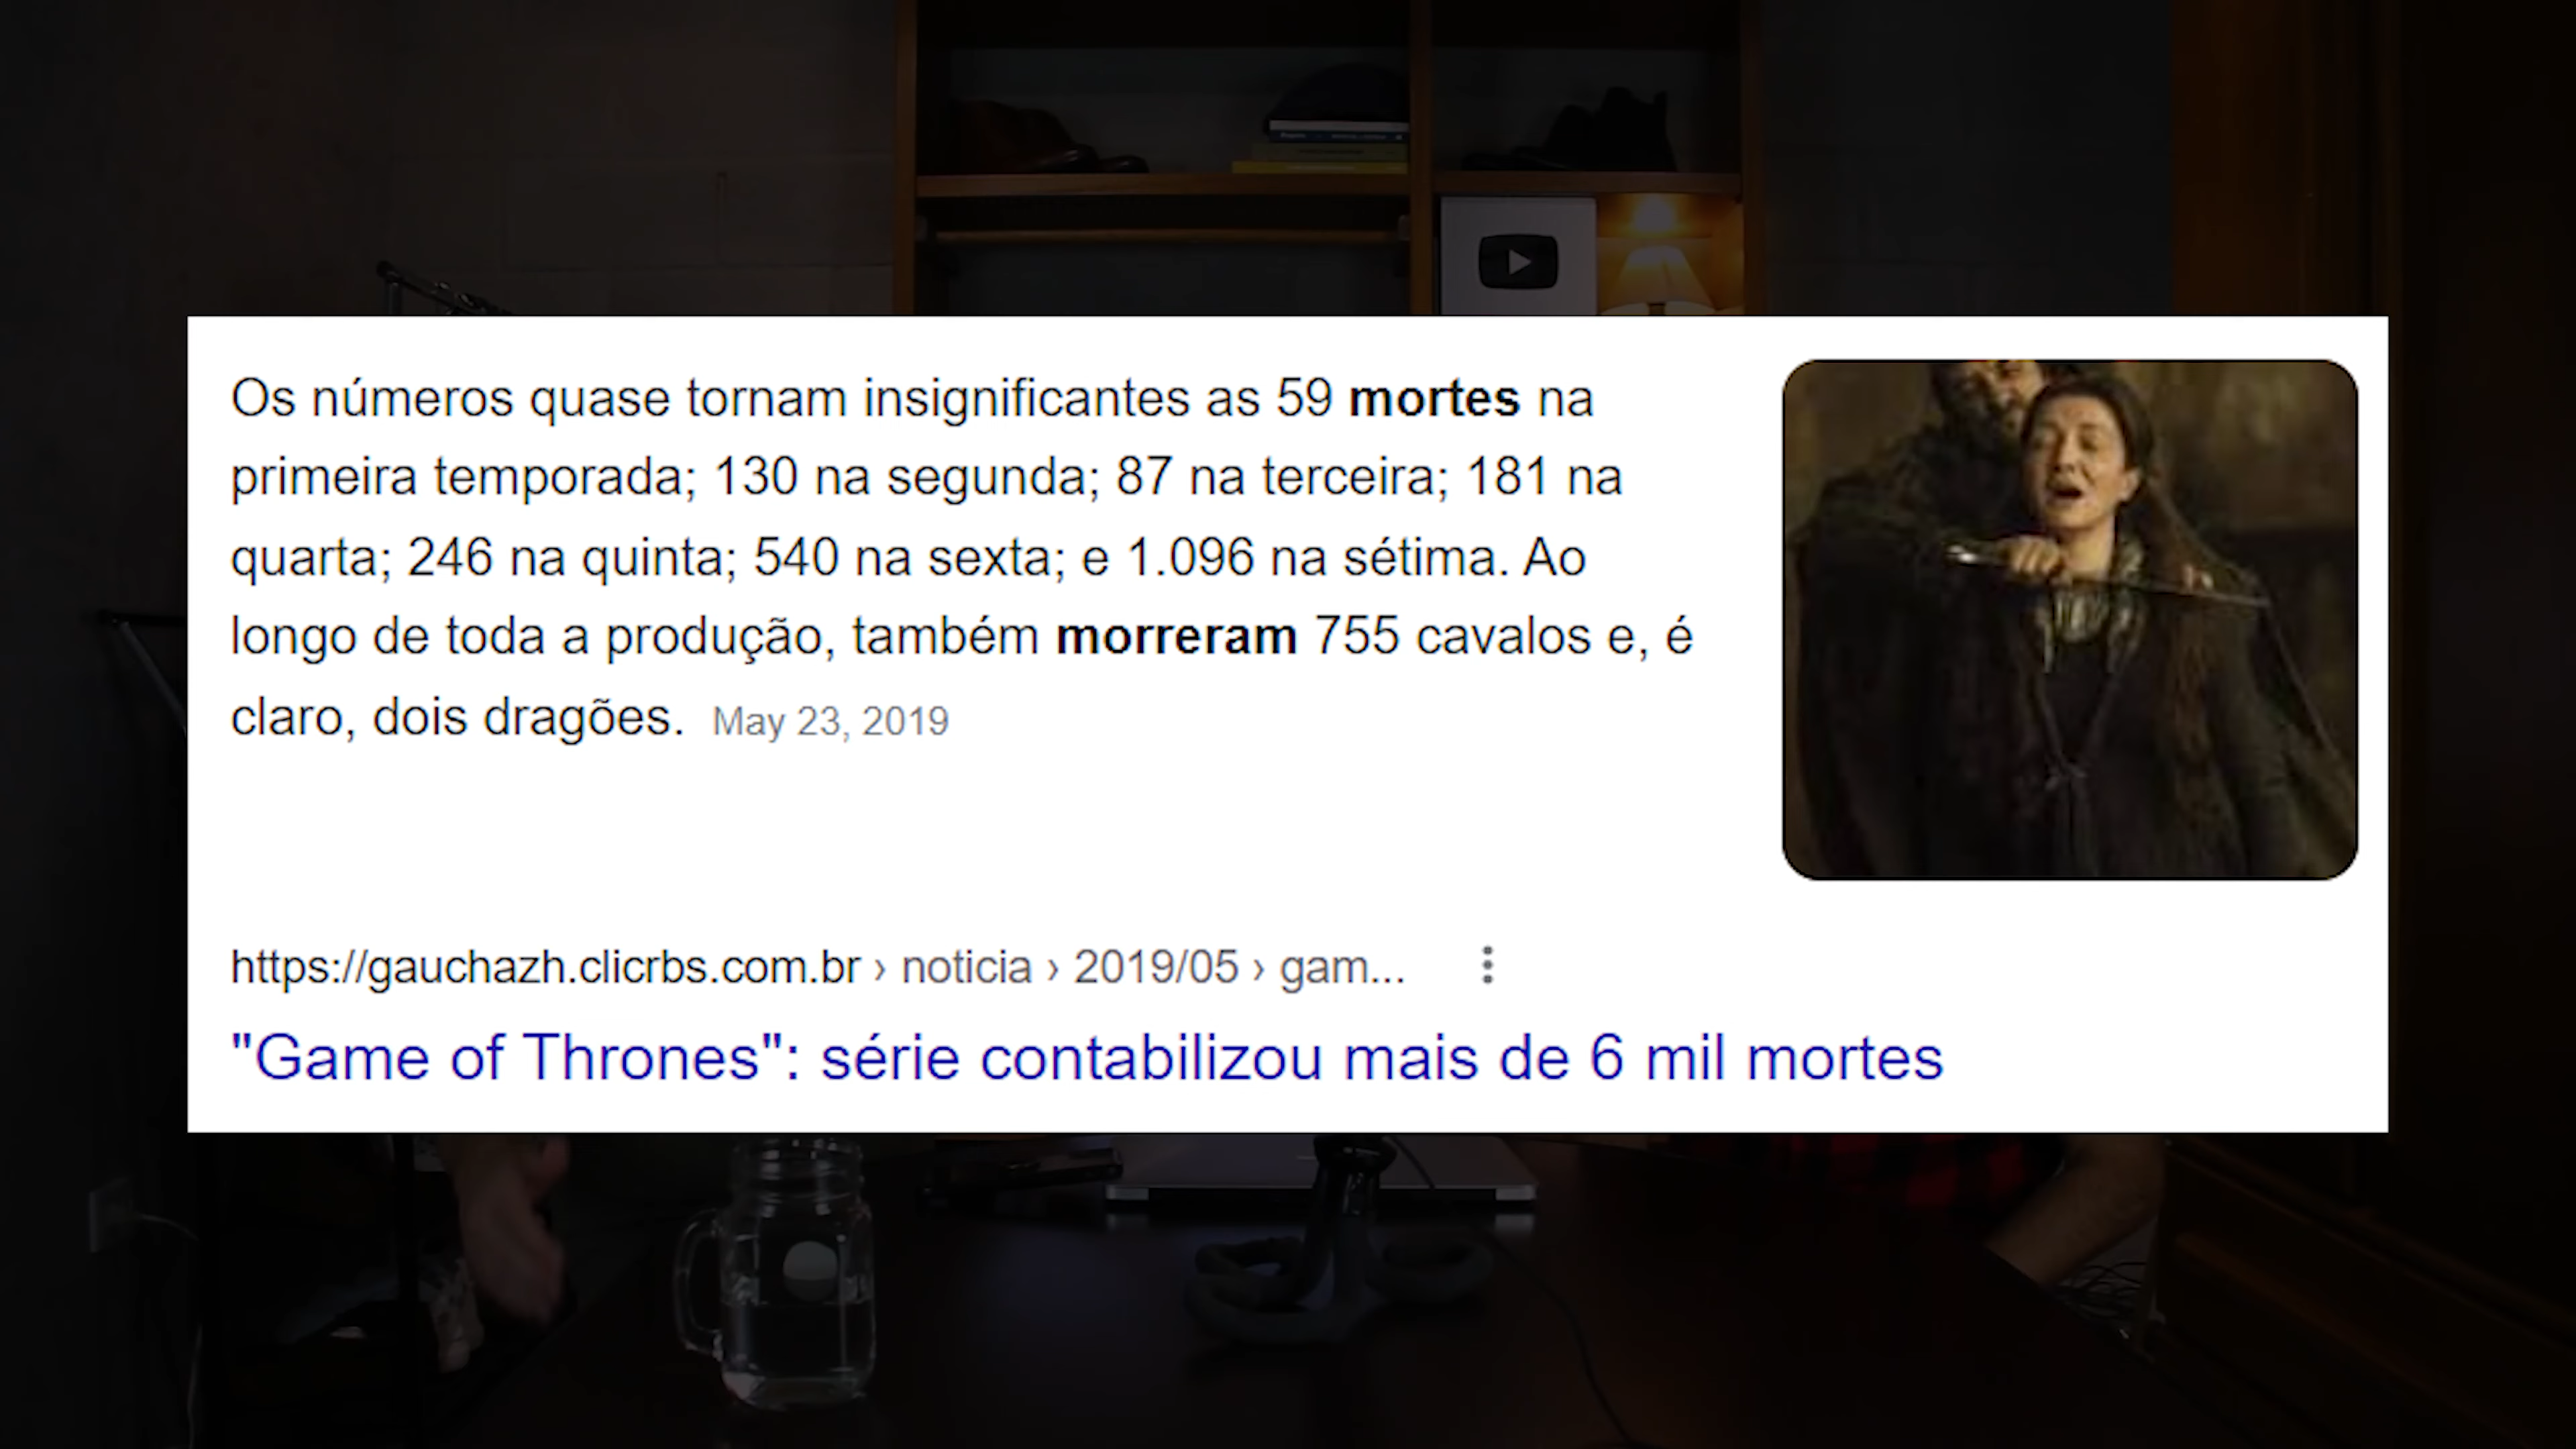 Os números quase tornam insignificantes as 59 mortes na
primeira temporada; 130 na segunda; 87 na terceira; 181 na
quarta; 246 na quinta; 540 na sexta; e 1.096 na sétima. Ao
longo de toda a produção, também morreram 755 cavalos e, é
claro, dois dragões. May 23, 2019
https://gauchazh.clicrbs.com.br › noticia › 2019/05 › gam...
"Game of Thrones": série contabilizou mais de 6 mil mortes